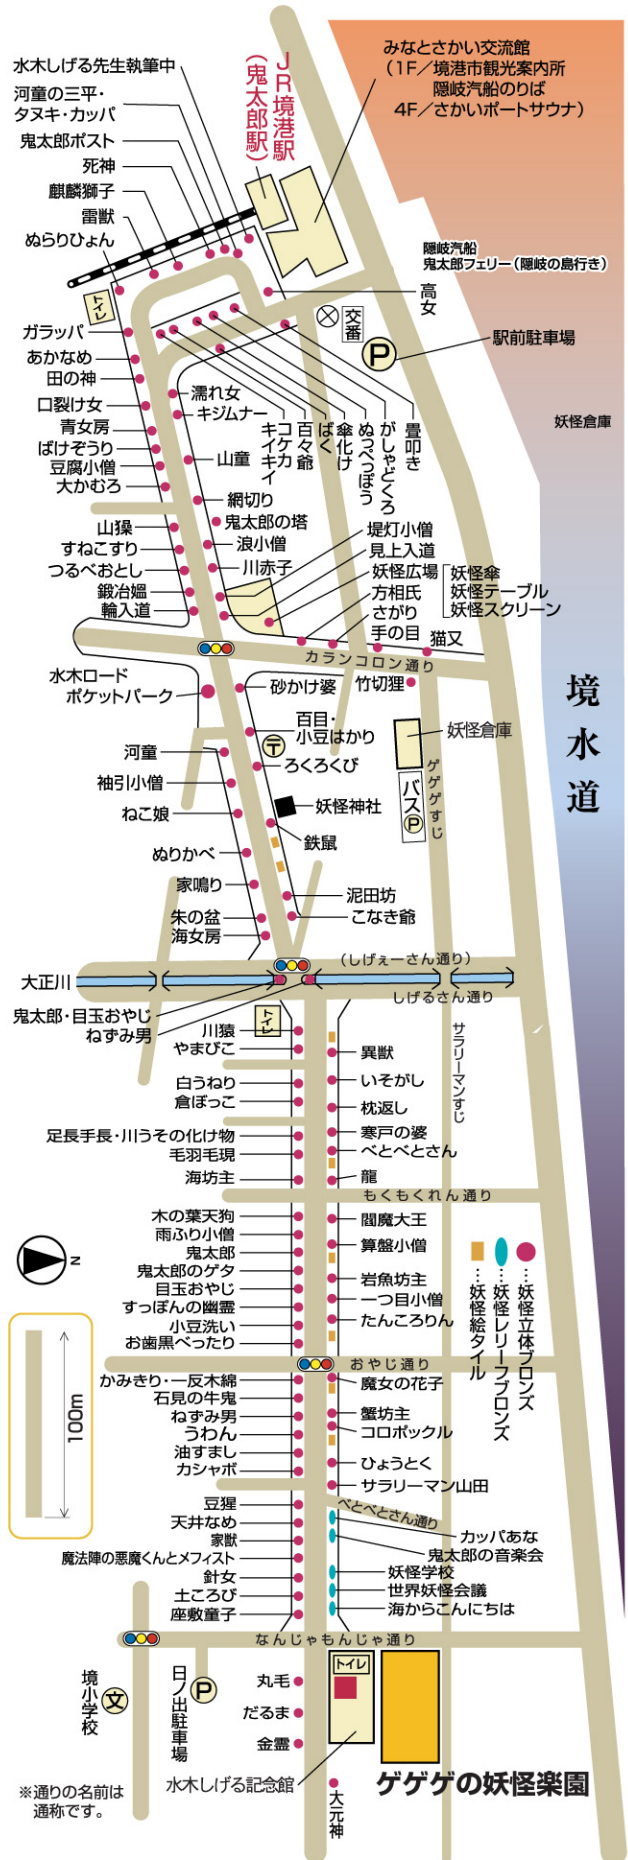 みなとさかい交流館
（1F／境港市観光案内所
隠岐汽船のりば
4F／さかいポートサウナ）
JR境港駅
（鬼太郎駅）
水木しげる先生執筆中
河童の三平・
タヌキ・カッパ
鬼太郎ポスト
死神
麒麟獅子
雷獣
ぬらりひょん
トイレ
隠岐汽船
鬼太郎フェリー（隠岐の島行き）
高女
交番
P
駅前駐車場
妖怪倉庫
ガラッパ
あかなめ
田の神
口裂け女
青女房
ばけぞうり
豆腐小僧
大かむろ
山𤢖
すねこすり
つるべおとし
鍛冶媼
輪入道
濡れ女
キジムナー
山童
網切り
鬼太郎の塔
浪小僧
川赤子
キイキイ
コケカ
百々爺
ばく
傘化け
ぬっぺっぽう
がしゃどくろ
畳叩き
堤灯小僧
見上入道
妖怪広場
妖怪傘
妖怪テーブル
妖怪スクリーン
方相氏
さがり
手の目
猫又
カランコロン通り
水木ロード
ポケットパーク
砂かけ婆
竹切狸
百目・
小豆はかり
〒
妖怪倉庫
ゲゲゲすじ
バスP
河童
ろくろくび
袖引小僧
ねこ娘
妖怪神社
鉄鼠
ぬりかべ
家鳴り
泥田坊
朱の盆
こなき爺
海女房
境水道
（しげぇーさん通り）
大正川
しげるさん通り
鬼太郎・目玉おやじ
ねずみ男
トイレ
サラリーマンすじ
川猿
やまびこ
異獣
白うねり
いそがし
倉ぼっこ
枕返し
足長手長・川うその化け物
寒戸の婆
毛羽毛現
べとべとさん
海坊主
龍
もくもくれん通り
木の葉天狗
閻魔大王
雨ふり小僧
算盤小僧
鬼太郎
鬼太郎のゲタ
岩魚坊主
目玉おやじ
一つ目小僧
すっぽんの幽霊
たんころりん
小豆洗い
お歯黒べったり
N
100m
…妖怪立体ブロンズ
…妖怪レリーフブロンズ
…妖怪絵タイル
おやじ通り
かみきり・一反木綿
魔女の花子
石見の牛鬼
ねずみ男
蟹坊主
うわん
コロポックル
油すまし
ひょうとく
カシャボ
サラリーマン山田
べとべとさん通り
豆狸
天井なめ
カッパあな
家獣
鬼太郎の音楽会
魔法陣の悪魔くんとメフィスト
妖怪学校
針女
世界妖怪会議
土ころび
海からこんにちは
座敷童子
なんじゃもんじゃ通り
境小学校
文
日ノ出駐車場
P
丸毛
だるま
金霊
トイレ
水木しげる記念館
大元神
ゲゲゲの妖怪楽園
※通りの名前は
通称です。